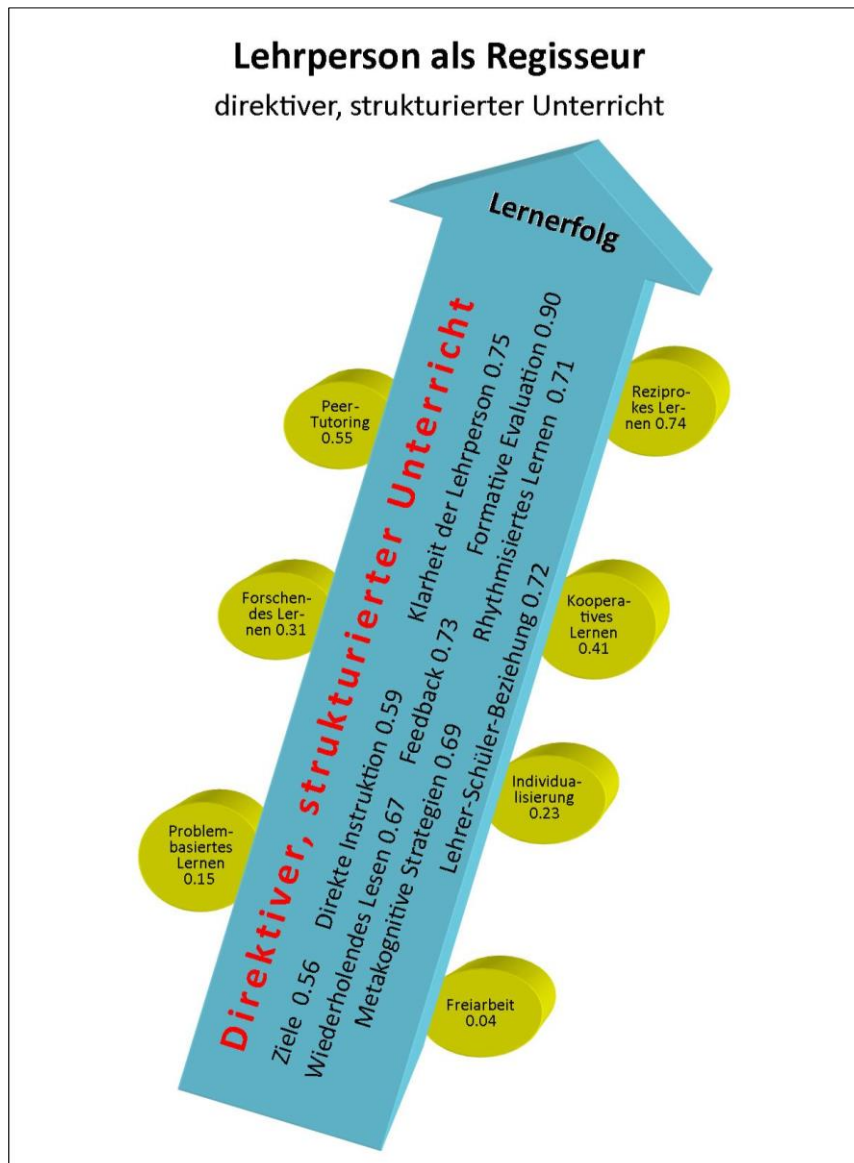 Lehrperson als Regisseur
direktiver, strukturierter Unterricht
Lernerfolg
Direktiver, strukturierter Unterricht
Ziele 0.56
Direkte Instruktion 0.59
Klarheit der Lehrperson 0.75
Wiederholendes Lesen 0.67
Feedback 0.73
Formative Evaluation 0.90
Metakognitive Strategien 0.69
Rhythmisiertes Lernen 0.71
Lehrer-Schüler-Beziehung 0.72
Peer-
Tutoring
0.55
Rezipro-
kes Ler-
nen 0.74
Forschen-
des Ler-
nen 0.31
Koopera-
tives
Lernen
0.41
Individua-
lisierung
0.23
Problem-
basiertes
Lernen
0.15
Freiarbeit
0.04